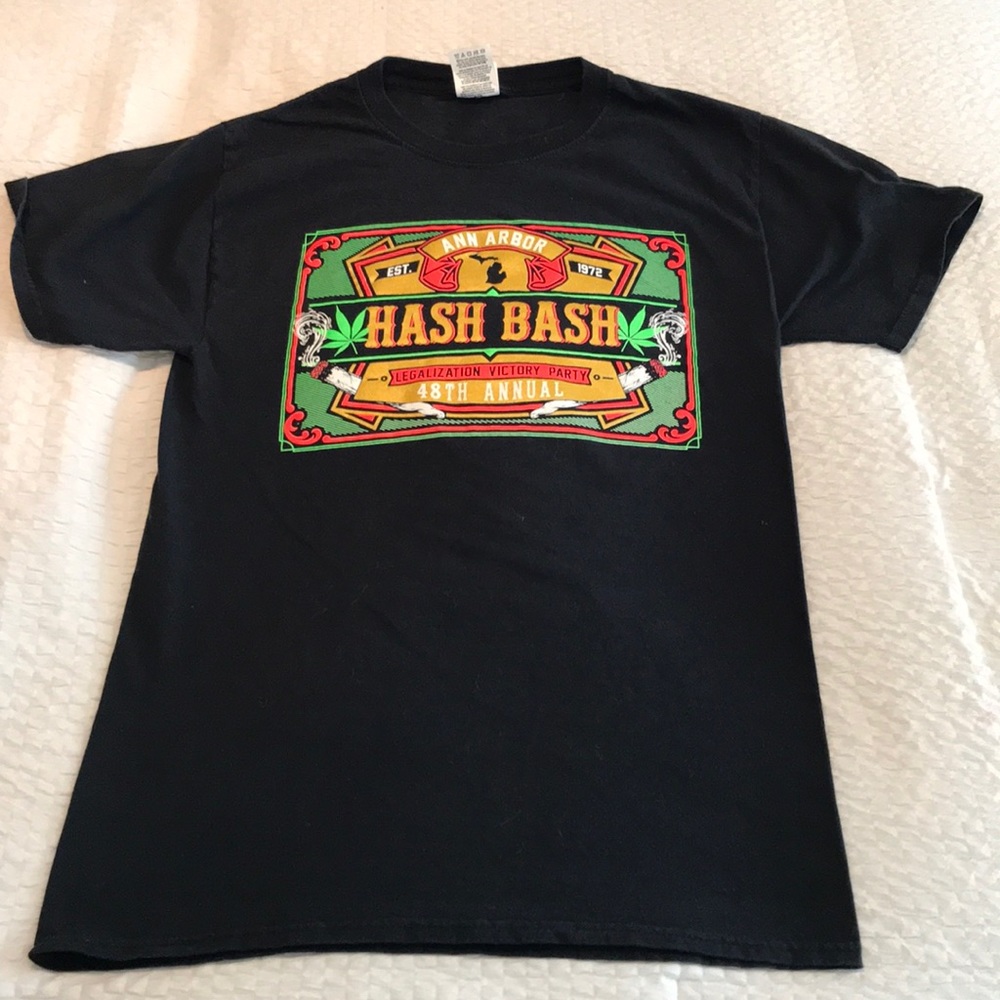 ANN ARBOR
EST. 1972
HASH BASH
LEGALIZATION VICTORY PARTY
48TH ANNUAL